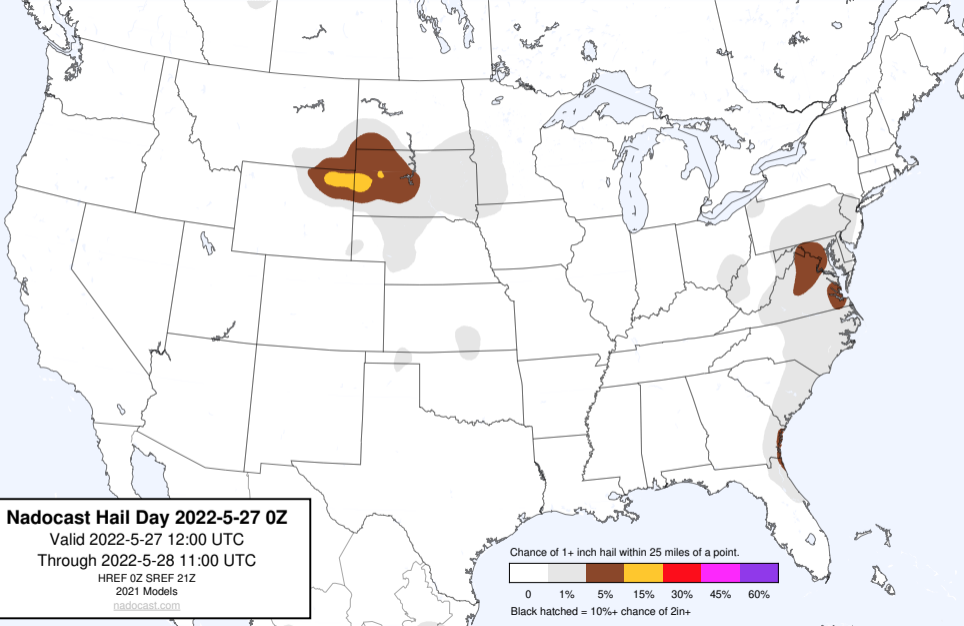 Nadocast Hail Day 2022-5-27 0Z
Valid 2022-5-27 12:00 UTC
Through 2022-5-28 11:00 UTC
HREF 0Z SREF 21Z
2021 Models
nadocast.com
Chance of 1+ inch hail within 25 miles of a point.
0 1% 5% 15% 30% 45% 60%
Black hatched = 10%+ chance of 2in+